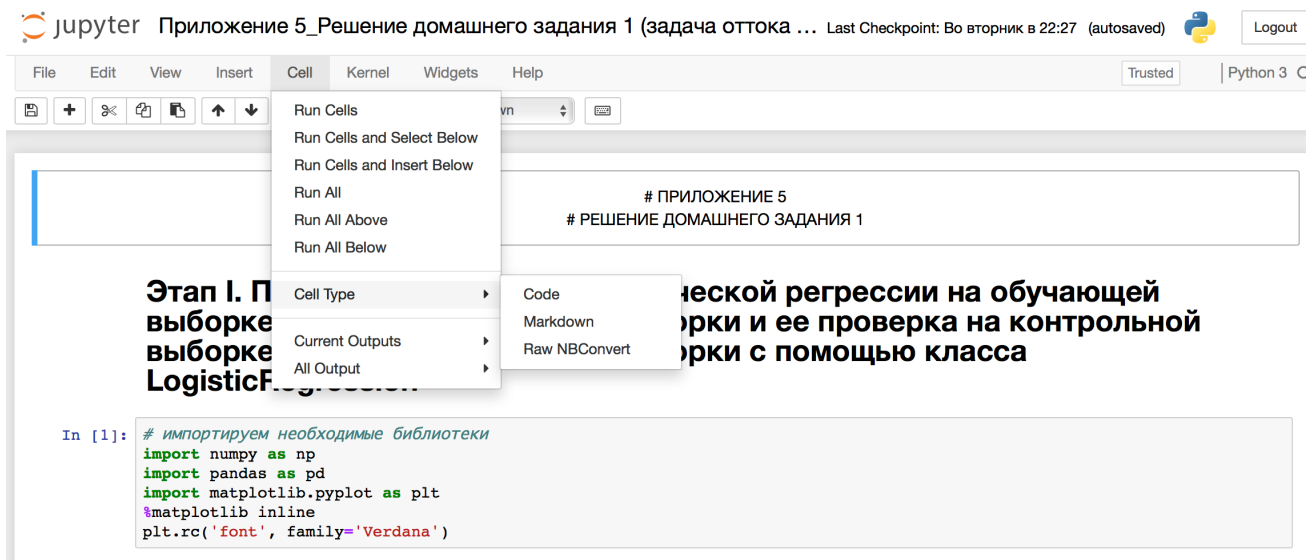 jupyter Приложение 5_Решение домашнего задания 1 (задача оттока ... Last Checkpoint: Во вторник в 22:27 (autosaved) Logout
File Edit View Insert Cell Kernel Widgets Help Trusted Python 3
Run Cells
Run Cells and Select Below
Run Cells and Insert Below
Run All
Run All Above
Run All Below
Cell Type
Current Outputs
All Output
Code
Markdown
Raw NBConvert
# ПРИЛОЖЕНИЕ 5
# РЕШЕНИЕ ДОМАШНЕГО ЗАДАНИЯ 1
Этап I. регрессии на обучающей
выборке и ее проверка на контрольной
выборке с помощью класса
In [1]: # импортируем необходимые библиотеки
import numpy as np
import pandas as pd
import matplotlib.pyplot as plt
%matplotlib inline
plt.rc('font', family='Verdana')